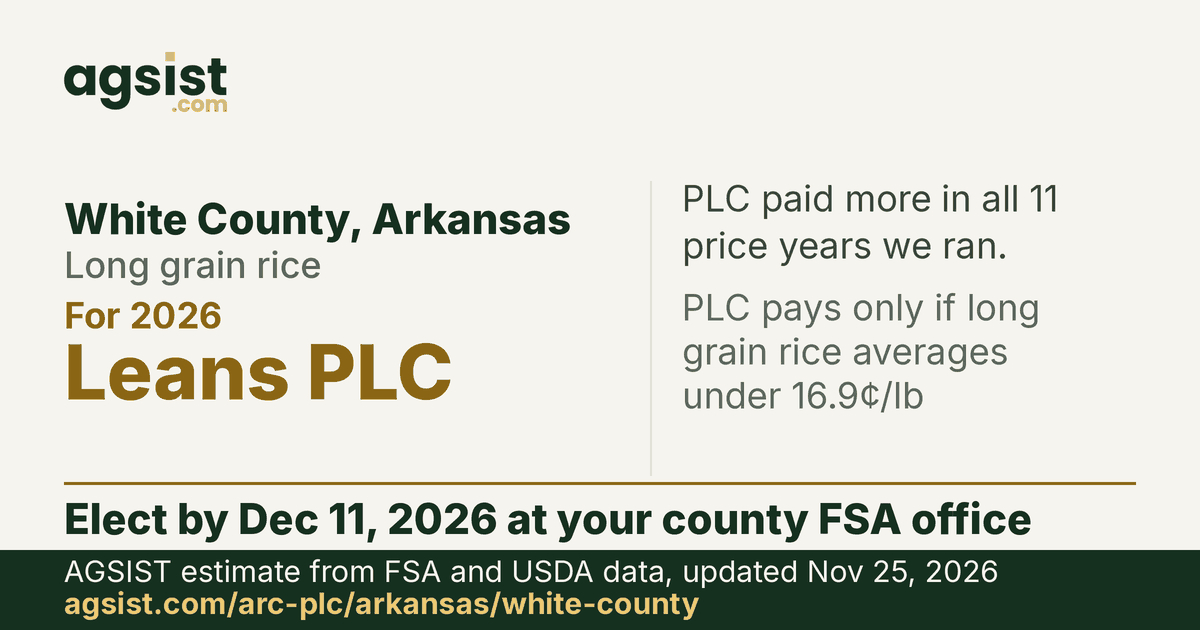 agsist
.com
White County, Arkansas
Long grain rice
For 2026
Leans PLC
PLC paid more in all 11
price years we ran.
PLC pays only if long
grain rice averages
under 16.9¢/lb
Elect by Dec 11, 2026 at your county FSA office
AGSIST estimate from FSA and USDA data, updated Nov 25, 2026
agsist.com/arc-plc/arkansas/white-county